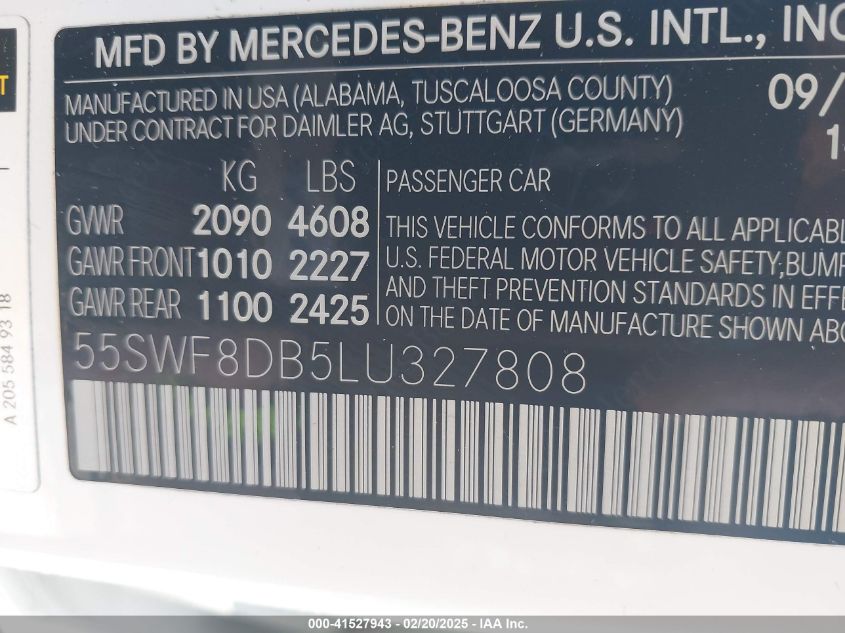 MFD BY MERCEDES-BENZ U.S. INTL., INC
MANUFACTURED IN USA (ALABAMA, TUSCALOOSA COUNTY)
UNDER CONTRACT FOR DAIMLER AG, STUTTGART (GERMANY)
09/
KG LBS
GVWR 2090 4608
GAWR FRONT 1010 2227
GAWR REAR 1100 2425
PASSENGER CAR
THIS VEHICLE CONFORMS TO ALL APPLICABL
U.S. FEDERAL MOTOR VEHICLE SAFETY,BUMP
AND THEFT PREVENTION STANDARDS IN EFFE
ON THE DATE OF MANUFACTURE SHOWN ABO
55SWF8DB5LU327808
A 205 584 93 18
000-41527943 - 02/20/2025 - IAA Inc.